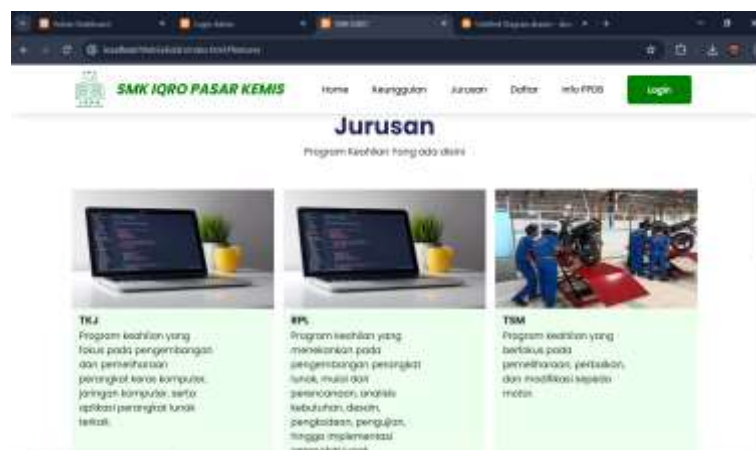 SMK IQRO PASAR KEMIS
Home Keunggulan Jurusan Daftar Info PPDB Login
Jurusan
Program Keahlian Yang ada disini
TKJ
Program keahlian yang
fokus pada pengembangan
dan pemeliharaan
perangkat keras komputer,
jaringan komputer, serta
aplikasi perangkat lunak
terkait.
RPL
Program keahlian yang
menekankan pada
pengembangan perangkat
lunak, mulai dari
perencanaan, analisis
kebutuhan, desain,
pengkodean, pengujian,
hingga implementasi
TSM
Program keahlian yang
berfokus pada
pemeliharaan, perbaikan,
dan modifikasi sepeda
motor.